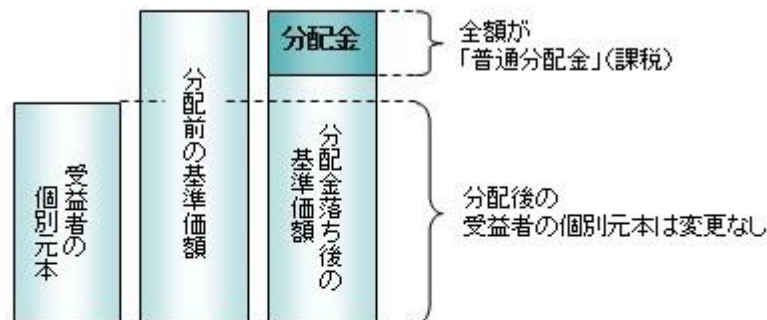 受益者の
個別元本
分配前の基準価額
分配金
分配金落ち後の
基準価額
全額が
「普通分配金」(課税)
分配後の
受益者の個別元本は変更なし